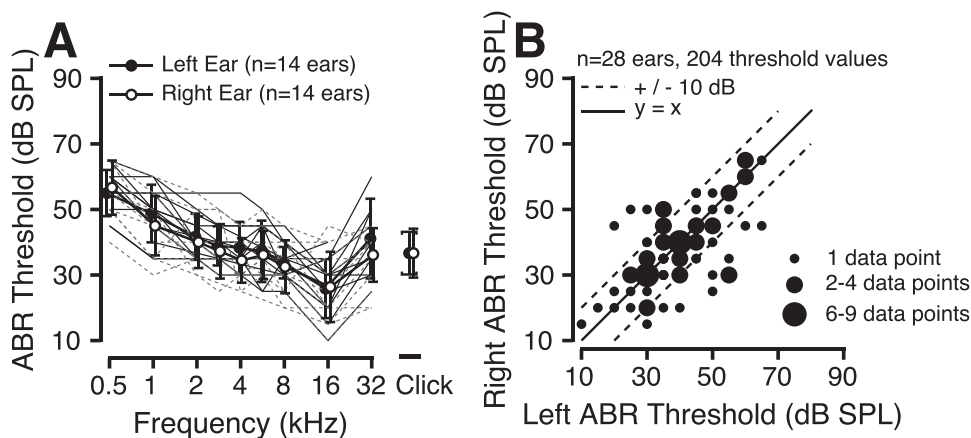 A
Left Ear (n=14 ears)
Right Ear (n=14 ears)
ABR Threshold (dB SPL)
90
70
50
30
10
0.5 1 2 4 8 16 32 Click
Frequency (kHz)
B
n=28 ears, 204 threshold values
+ / - 10 dB
y = x
Right ABR Threshold (dB SPL)
90
70
50
30
10
1 data point
2-4 data points
6-9 data points
10 30 50 70 90
Left ABR Threshold (dB SPL)